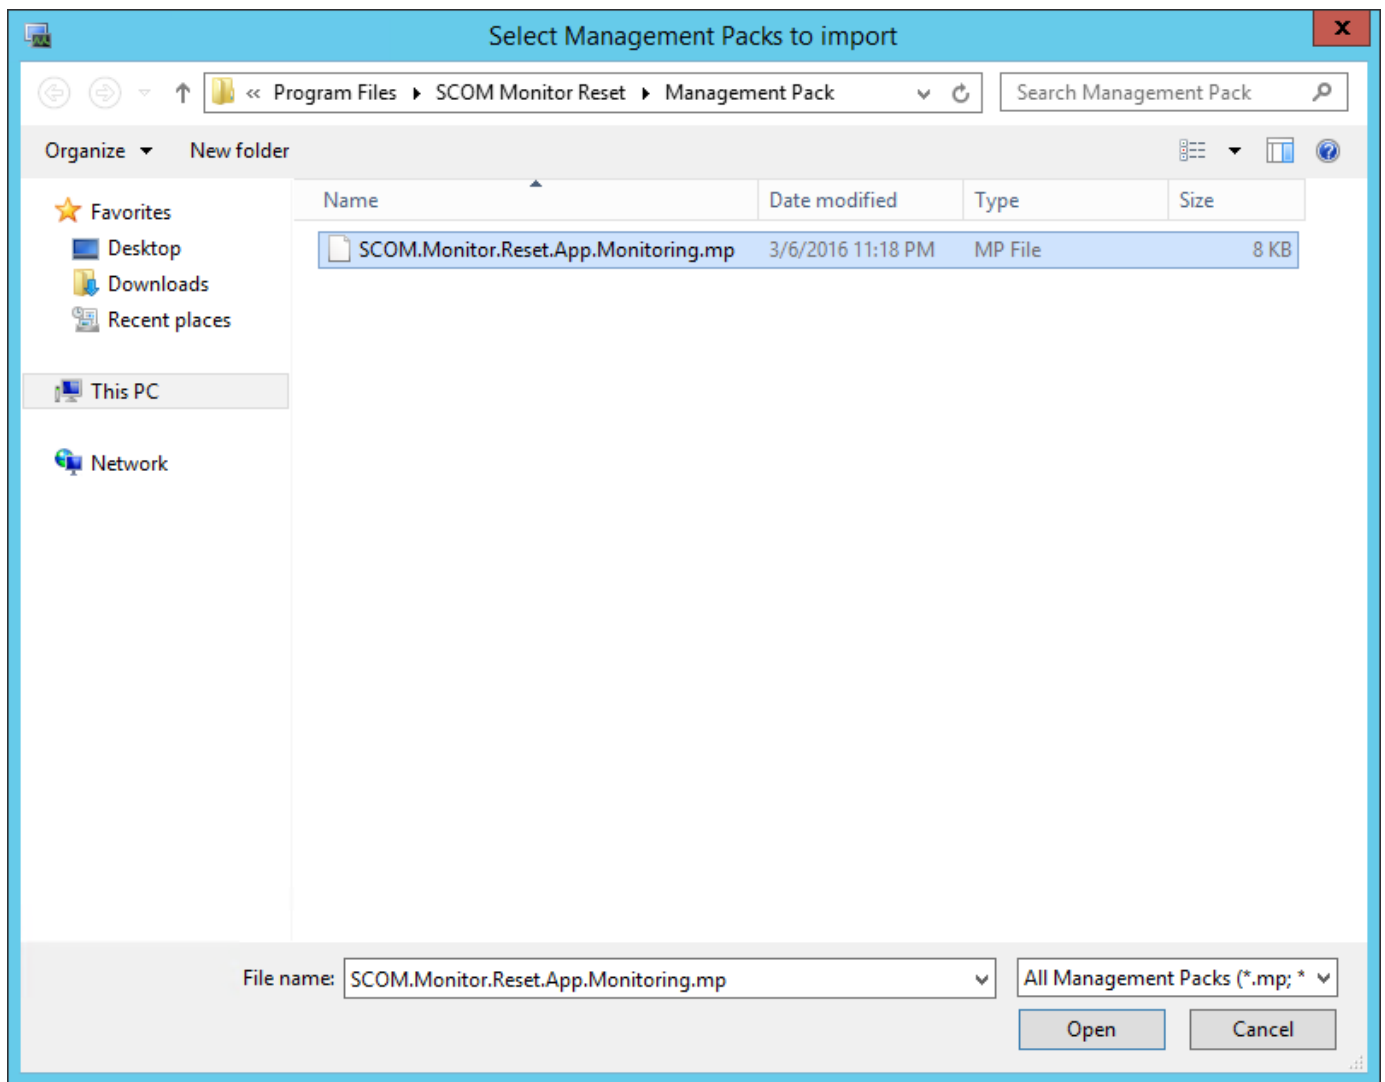 Select Management Packs to import
x
« Program Files ▸ SCOM Monitor Reset ▸ Management Pack
Search Management Pack
Organize New folder
Name Date modified Type Size
Favorites
SCOM.Monitor.Reset.App.Monitoring.mp 3/6/2016 11:18 PM MP File 8 KB
Desktop
Downloads
Recent places
This PC
Network
File name: SCOM.Monitor.Reset.App.Monitoring.mp All Management Packs (*.mp; *
Open Cancel